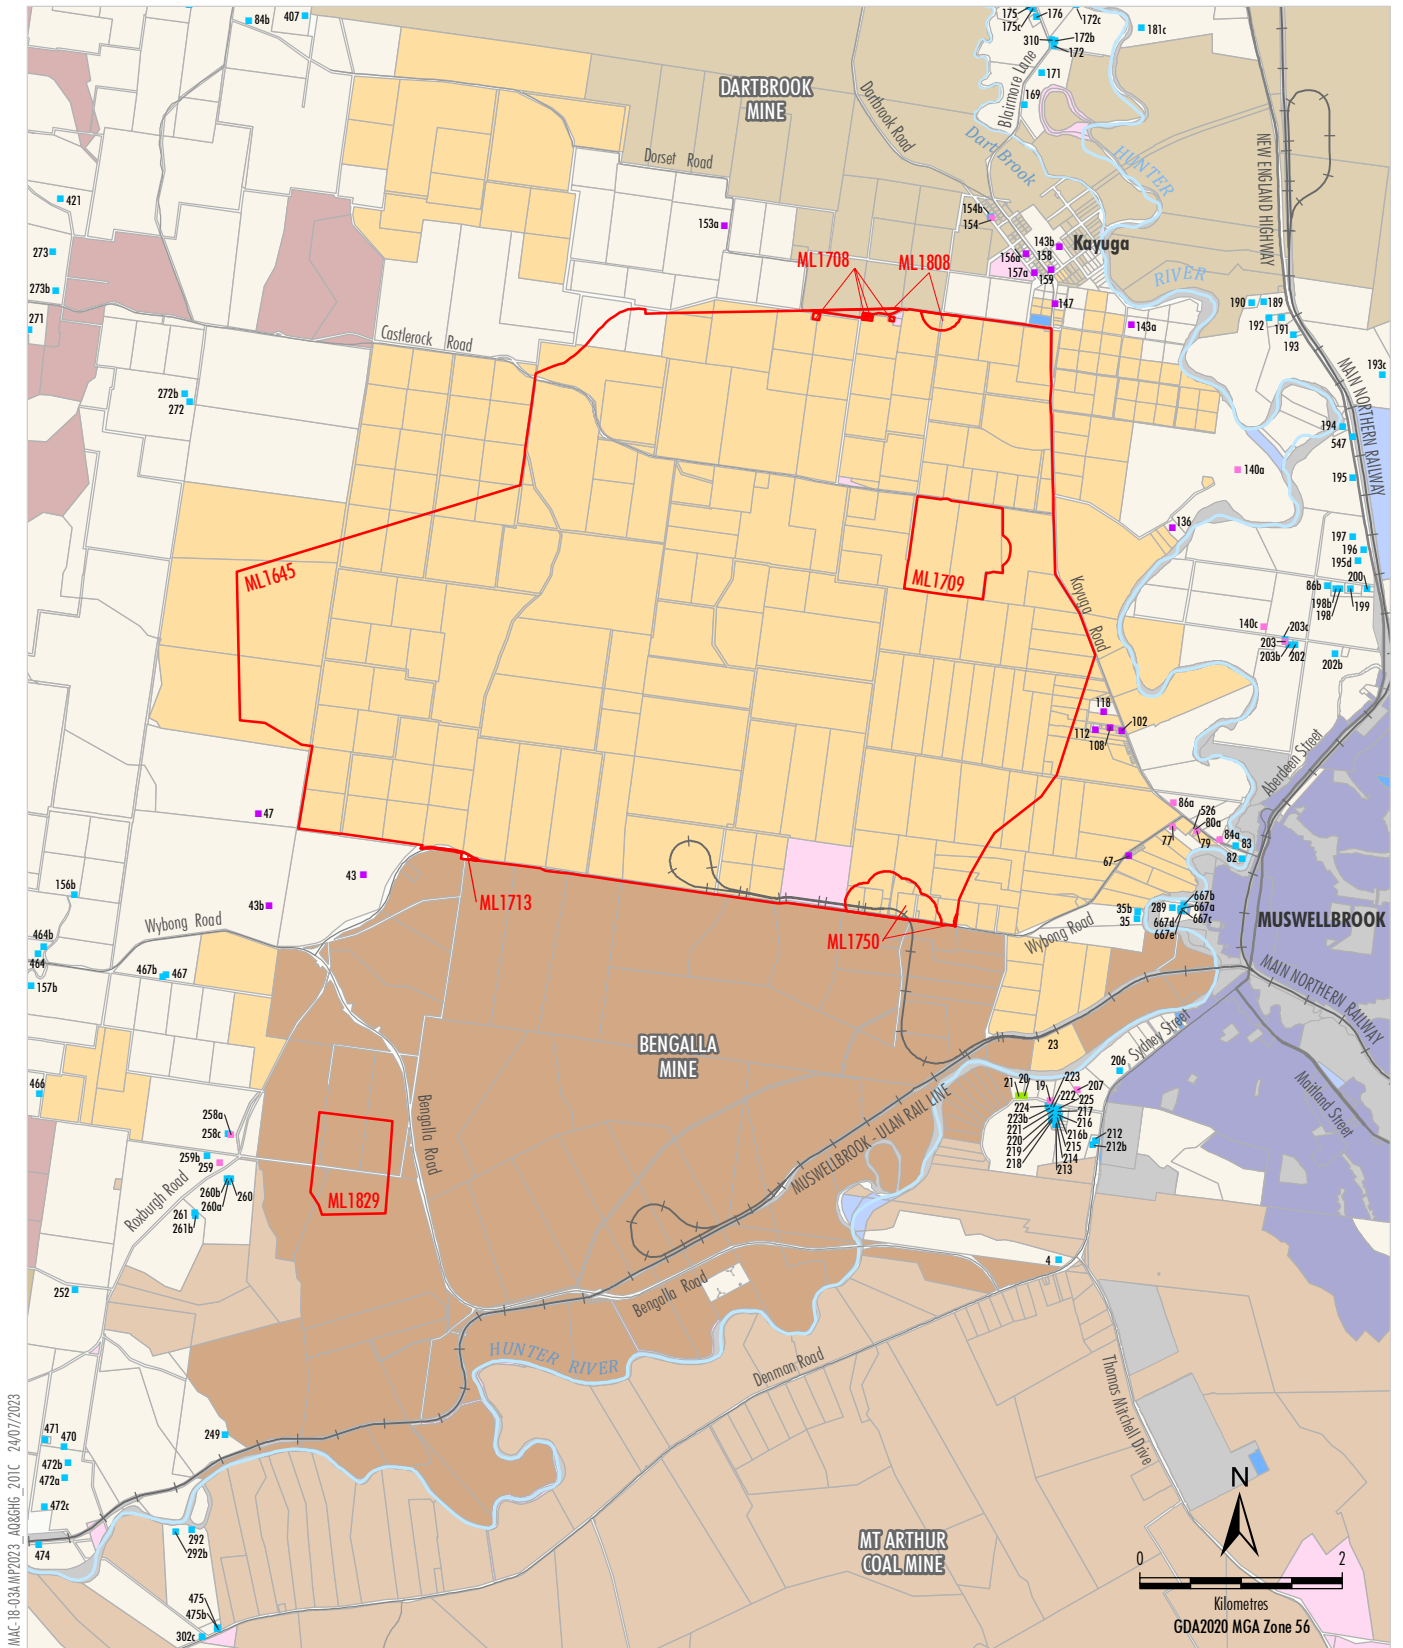 84b
407
175
175c
176
172c
310
172b
172
181c
171
169
Blairmore Lane
DARTBROOK
MINE
Dartbrook Road
Dart Brook
HUNTER
RIVER
NEW ENGLAND HIGHWAY
Dorset Road
421
153a
154b
154
143b
Kayuga
156a
158
157a
159
273
273b
271
ML1708
ML1808
147
143a
190
189
192
191
193
193c
Castlerock Road
MAIN NORTHERN RAILWAY
272b
272
194
547
140a
195
136
197
196
195d
ML1645
ML1709
Kayuga Road
86b
200
198b
198
199
140c
203c
203
203b
202
202b
118
112
108
102
Aberdeen Street
47
86a
526
80a
77
79
84a
83
82
67
43
156b
43b
ML1713
Wybong Road
ML1750
35b
35
289
667b
667a
667c
667d
667e
MUSWELLBROOK
Wybong Road
464b
464
467b
467
157b
MAIN NORTHERN RAILWAY
BENGALLA
MINE
23
Sydney Street
206
Maitland Street
466
21
20
19
223
207
222
225
224
223b
217
221
216
220
216b
219
215
218
214
213
212
212b
258a
258c
Bengalla Road
MUSWELLBROOK - ULAN RAIL LINE
259b
259
Roxburgh Road
260b
260
260a
ML1829
261
261b
4
252
Bengalla Road
HUNTER RIVER
Denman Road
Thomas Mitchell Drive
471
470
249
472b
472a
472c
474
292
292b
MT ARTHUR
COAL MINE
N
0
2
Kilometres
GDA2020 MGA Zone 56
475
475b
302c
MAC-18-03A MP2023_AQ&GHG_201C 24/07/2023